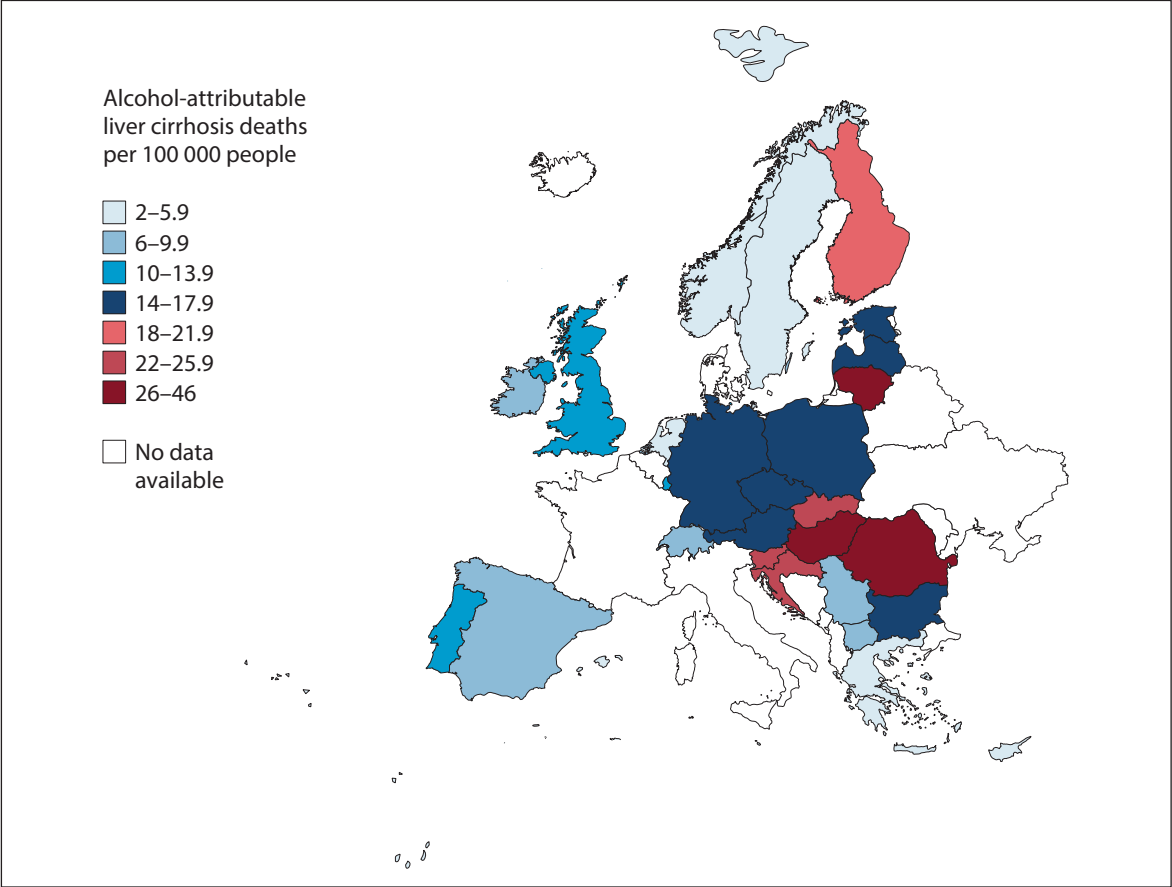 Alcohol-attributable
liver cirrhosis deaths
per 100 000 people
2–5.9
6–9.9
10–13.9
14–17.9
18–21.9
22–25.9
26–46
No data
available